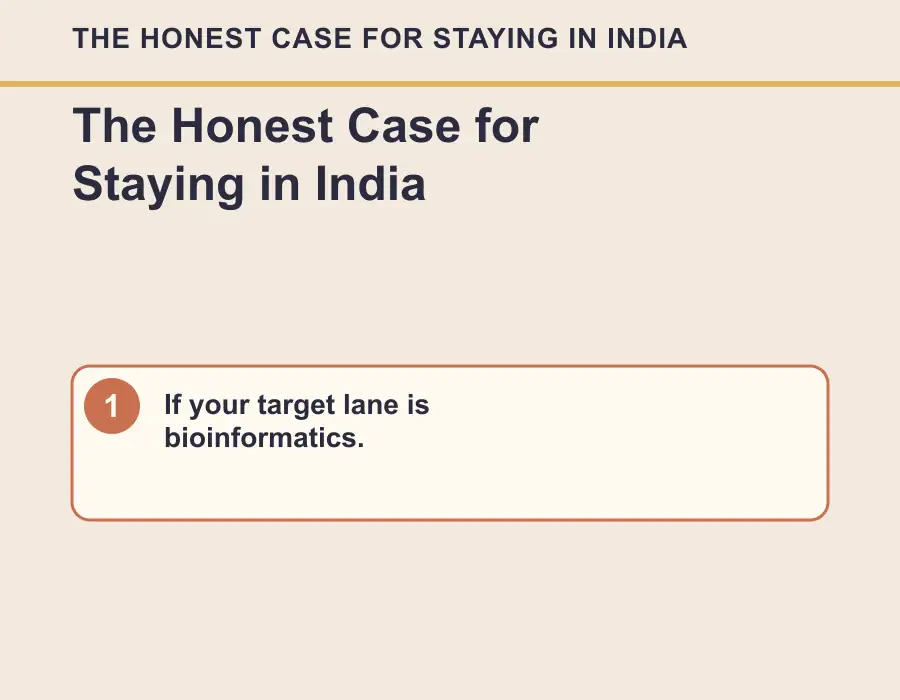 THE HONEST CASE FOR STAYING IN INDIA
The Honest Case for
Staying in India
1
If your target lane is
bioinformatics.